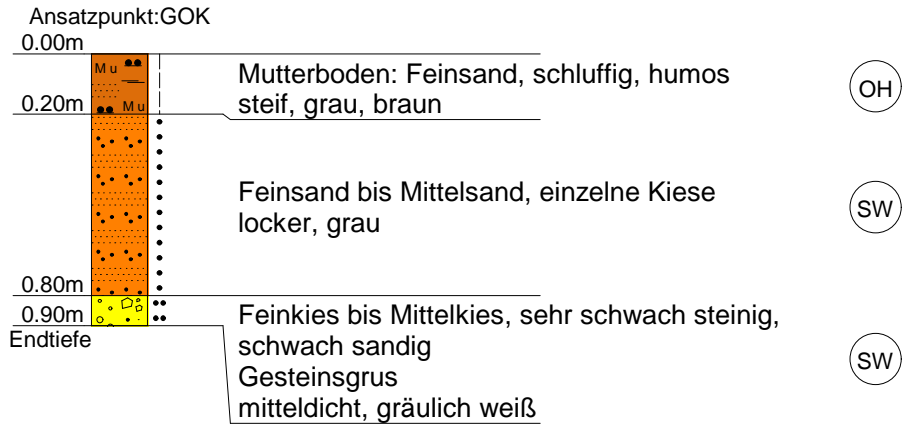 Ansatzpunkt:GOK
0.00m
Mu
Mutterboden: Feinsand, schluffig, humos
steif, grau, braun
OH
0.20m
Mu
Feinsand bis Mittelsand, einzelne Kiese
locker, grau
SW
0.80m
0.90m
Endtiefe
Feinkies bis Mittelkies, sehr schwach steinig,
schwach sandig
Gesteinsgrus
mitteldicht, gräulich weiß
SW